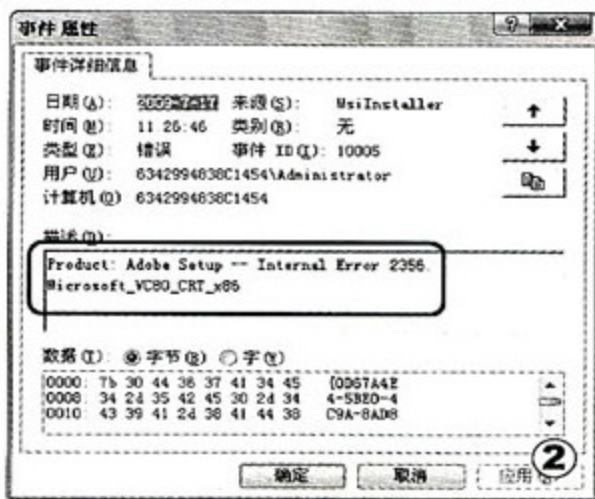 事件 属性
事件详细信息
日期(A): 2009-7-17 来源(S): MsiInstaller
时间(M): 11:26:46 类别(R): 无
类型(E): 错误 事件 ID(I): 10005
用户(U): 6342994838C1454\Administrator
计算机(O) 6342994838C1454
描述(D):
Product: Adobe Setup -- Internal Error 2356.
Microsoft_VC80_CRT_x86
数据(T): 字节(B) 字(W)
0000: 7b 30 44 36 37 41 34 45 {0D67A4E
0008: 34 2d 35 42 45 30 2d 34 4-5BE0-4
0010: 43 39 41 2d 38 41 44 38 C9A-8AD8
确定 取消 应用
2